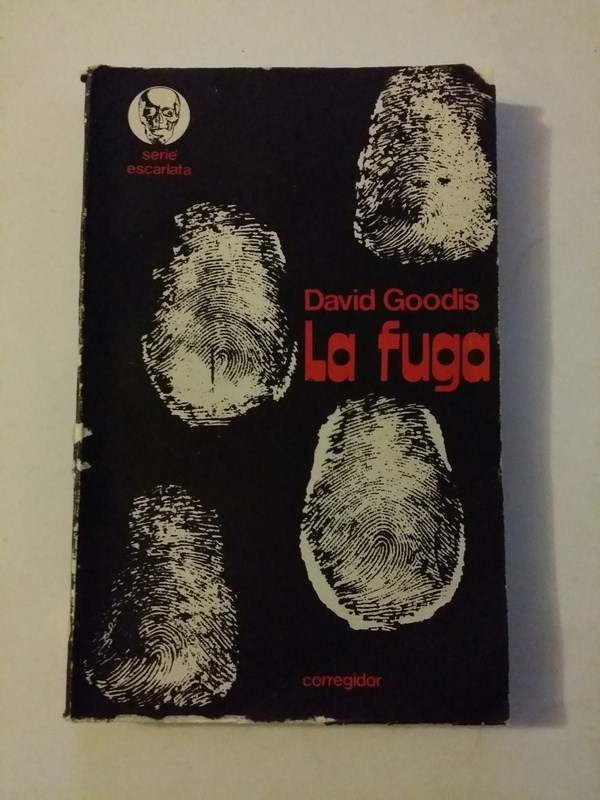 serie
escarlata
David Goodis
La fuga
corregidor